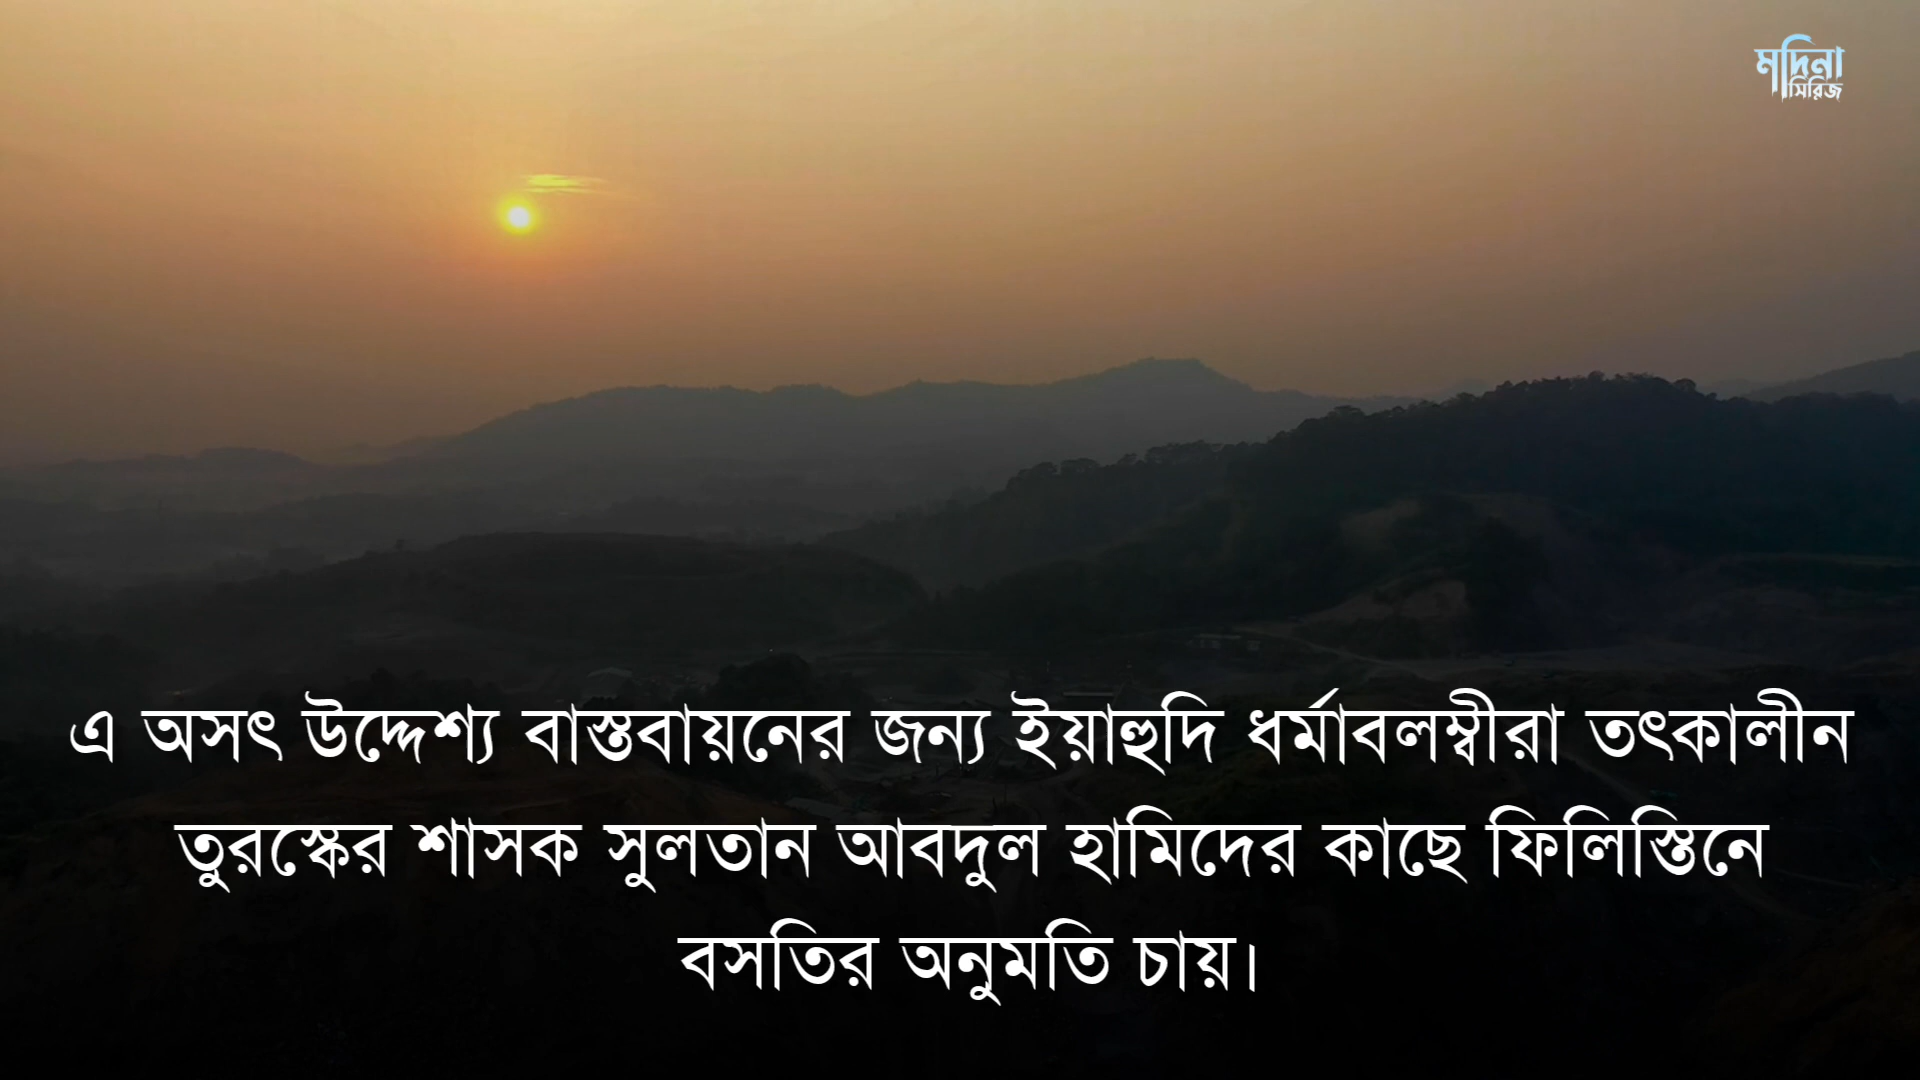 মদিনা
সিরিজ
এ অসৎ উদ্দেশ্য বাস্তবায়নের জন্য ইয়াহুদি ধর্মাবলম্বীরা তৎকালীন
তুরস্কের শাসক সুলতান আবদুল হামিদের কাছে ফিলিস্তিনে
বসতির অনুমতি চায়।